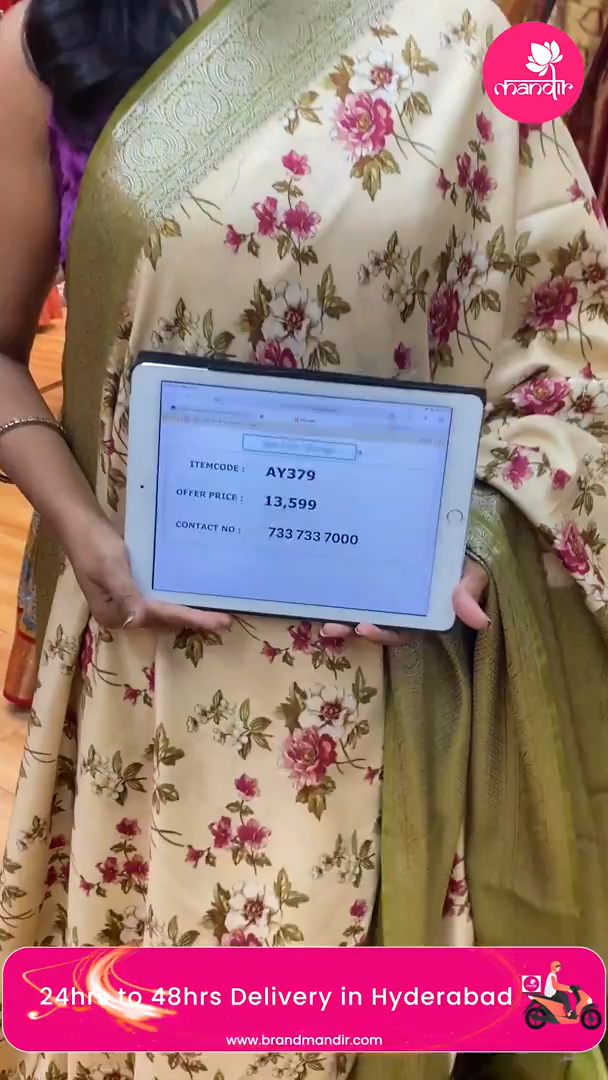 mandir
ITEMCODE : AY379
OFFER PRICE : 13,599
CONTACT NO : 733 733 7000
24hrs to 48hrs Delivery in Hyderabad
www.brandmandir.com